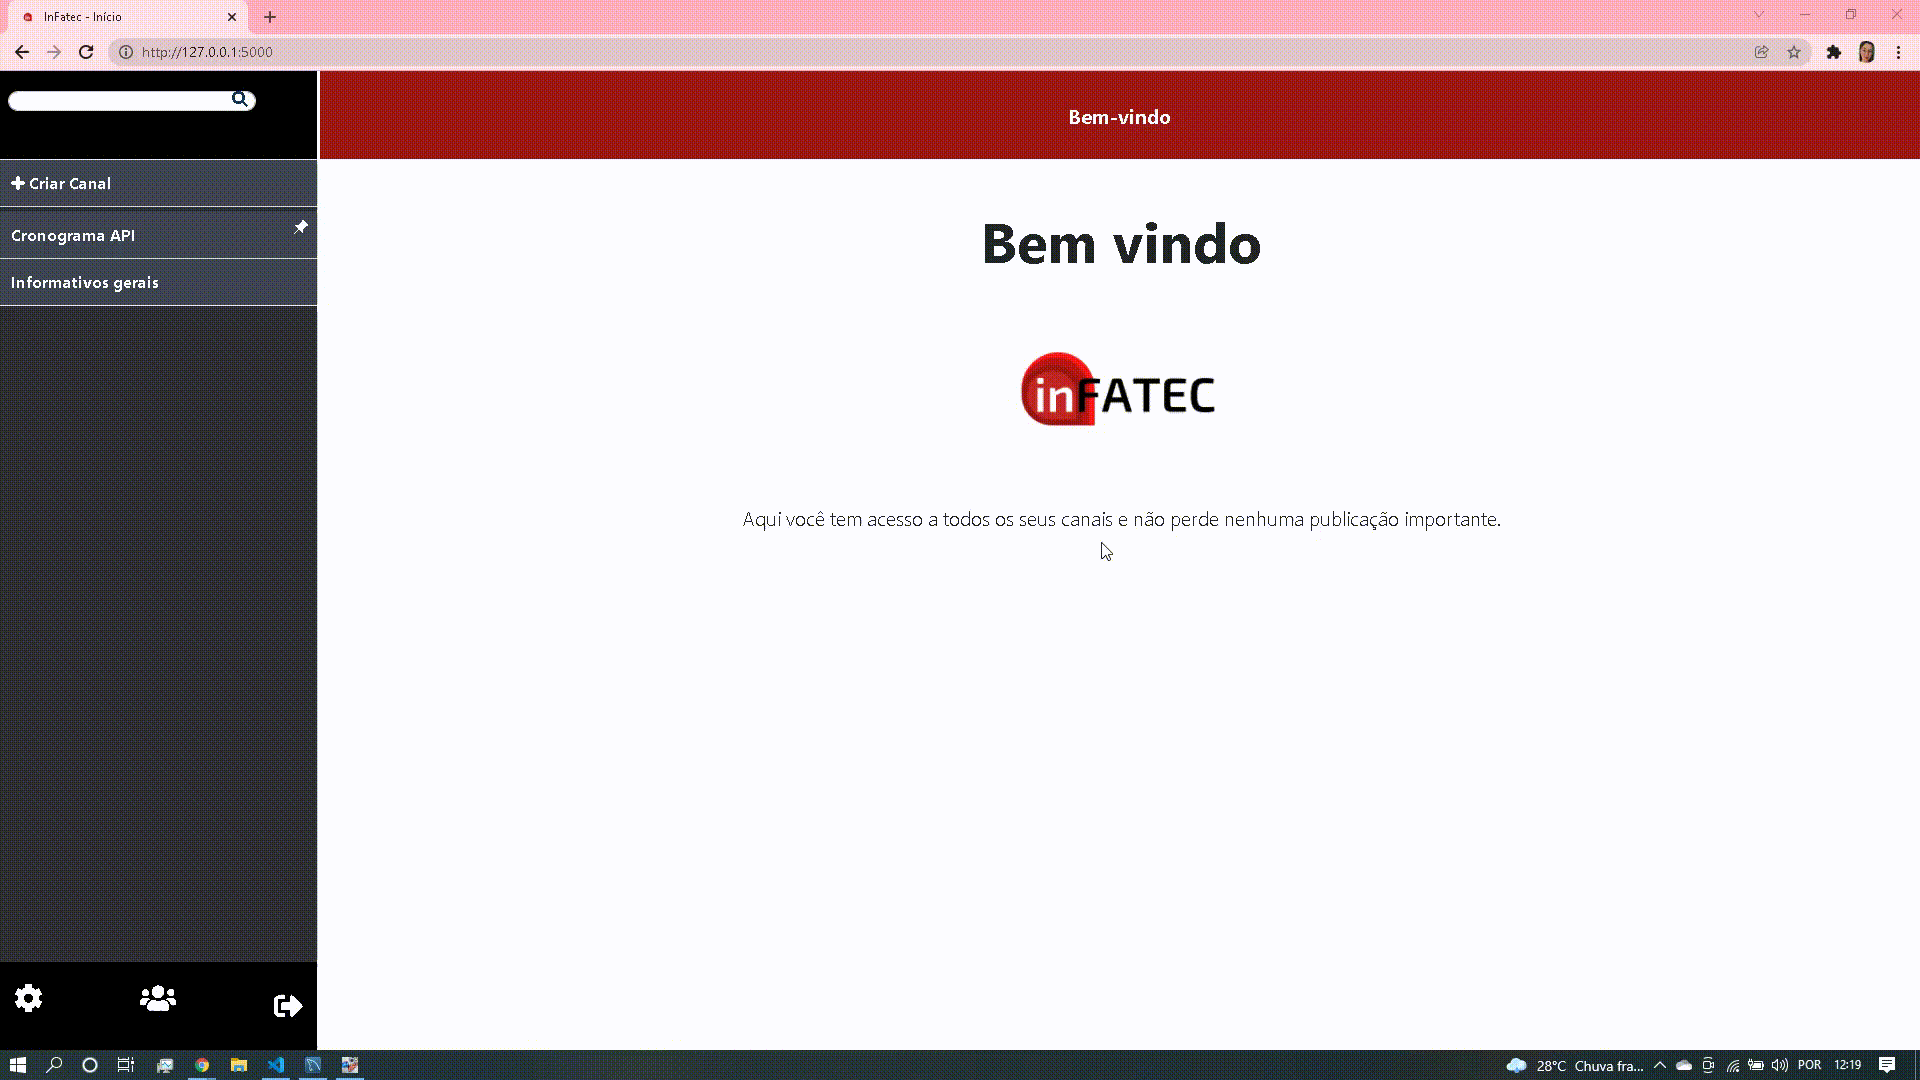 InFatec - Início
http://127.0.0.1:5000
Bem-vindo
Criar Canal
Cronograma API
Informativos gerais
Bem vindo
inFATEC
Aqui você tem acesso a todos os seus canais e não perde nenhuma publicação importante.
28°C Chuva fra...
POR
12:19